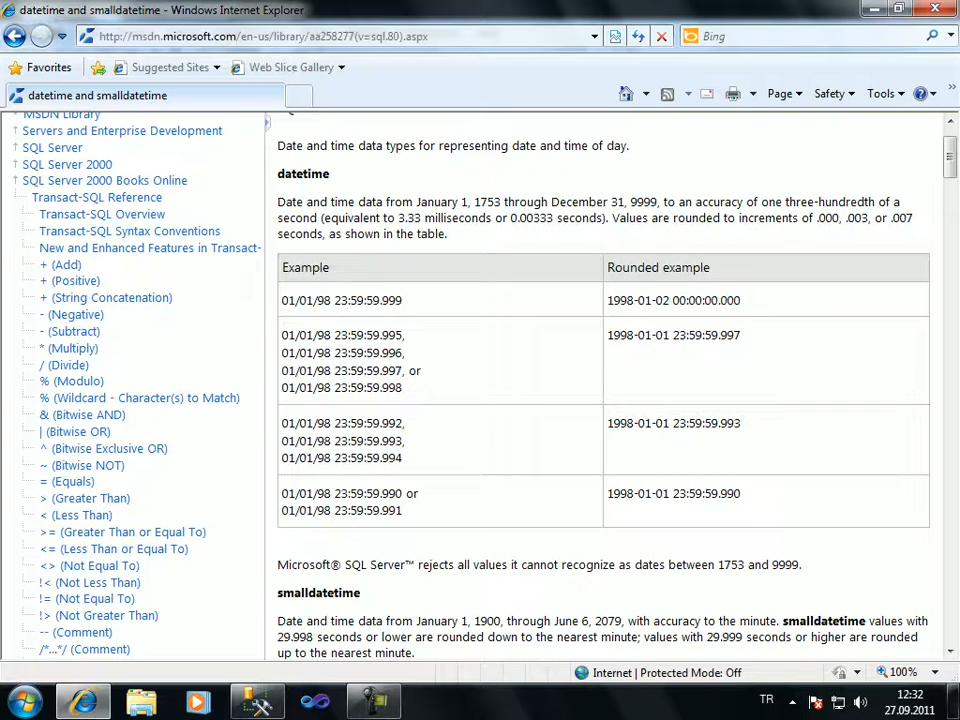 datetime and smalldatetime - Windows Internet Explorer
http://msdn.microsoft.com/en-us/library/aa258277(v=sql.80).aspx
Bing
Favorites
Suggested Sites
Web Slice Gallery
datetime and smalldatetime
Page
Safety
Tools
MSDN Library
Servers and Enterprise Development
SQL Server
SQL Server 2000
SQL Server 2000 Books Online
Transact-SQL Reference
Transact-SQL Overview
Transact-SQL Syntax Conventions
New and Enhanced Features in Transact-
+ (Add)
+ (Positive)
+ (String Concatenation)
- (Negative)
- (Subtract)
* (Multiply)
/ (Divide)
% (Modulo)
% (Wildcard - Character(s) to Match)
& (Bitwise AND)
| (Bitwise OR)
^ (Bitwise Exclusive OR)
~ (Bitwise NOT)
= (Equals)
> (Greater Than)
< (Less Than)
>= (Greater Than or Equal To)
<= (Less Than or Equal To)
<> (Not Equal To)
!< (Not Less Than)
!= (Not Equal To)
!> (Not Greater Than)
-- (Comment)
/*...*/ (Comment)
Date and time data types for representing date and time of day.
datetime
Date and time data from January 1, 1753 through December 31, 9999, to an accuracy of one three-hundredth of a
second (equivalent to 3.33 milliseconds or 0.00333 seconds). Values are rounded to increments of .000, .003, or .007
seconds, as shown in the table.
Example
Rounded example
01/01/98 23:59:59.999
1998-01-02 00:00:00.000
01/01/98 23:59:59.995,
01/01/98 23:59:59.996,
01/01/98 23:59:59.997, or
01/01/98 23:59:59.998
1998-01-01 23:59:59.997
01/01/98 23:59:59.992,
01/01/98 23:59:59.993,
01/01/98 23:59:59.994
1998-01-01 23:59:59.993
01/01/98 23:59:59.990 or
01/01/98 23:59:59.991
1998-01-01 23:59:59.990
Microsoft® SQL Server™ rejects all values it cannot recognize as dates between 1753 and 9999.
smalldatetime
Date and time data from January 1, 1900, through June 6, 2079, with accuracy to the minute. smalldatetime values with
29.998 seconds or lower are rounded down to the nearest minute; values with 29.999 seconds or higher are rounded
up to the nearest minute.
Internet | Protected Mode: Off
100%
TR
12:32
27.09.2011